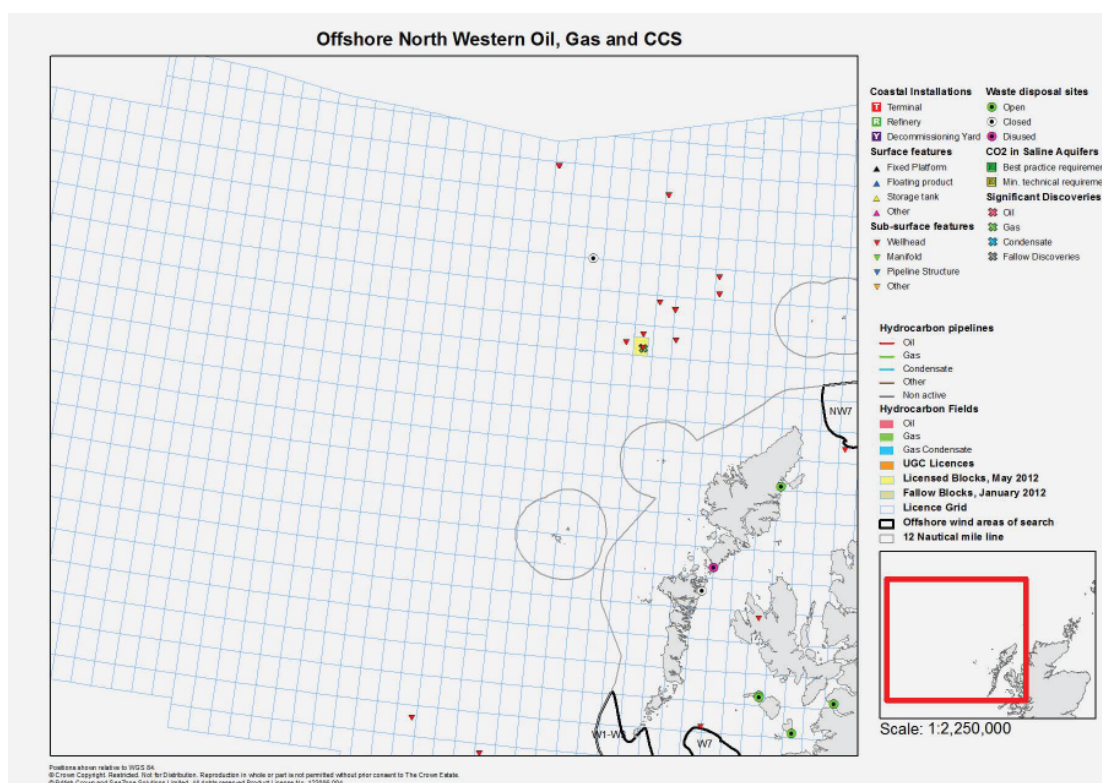 Offshore North Western Oil, Gas and CCS
Coastal Installations
Terminal
Refinery
Decommissioning Yard
Surface features
Fixed Platform
Floating product
Storage tank
Other
Sub-surface features
Wellhead
Manifold
Pipeline Structure
Other
Waste disposal sites
Open
Closed
Disused
CO2 in Saline Aquifers
Best practice requireme
Min. technical requireme
Significant Discoveries
Oil
Gas
Condensate
Fallow Discoveries
Hydrocarbon pipelines
Oil
Gas
Condensate
Other
Non active
Hydrocarbon Fields
Oil
Gas
Gas Condensate
UGC Licences
Licensed Blocks, May 2012
Fallow Blocks, January 2012
Licence Grid
Offshore wind areas of search
12 Nautical mile line
NW7
W7
Scale: 1:2,250,000
Positions shown relative to WGS 84.
© Crown Copyright. Restricted. Not for Distribution. Reproduction in whole or part is not permitted without prior consent to The Crown Estate.